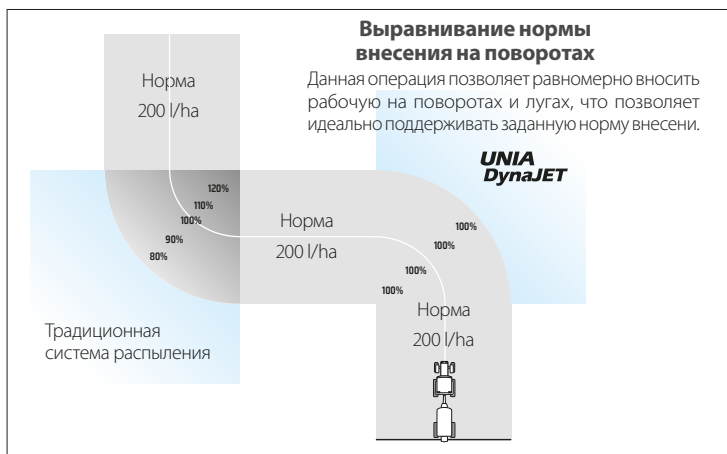 Выравнивание нормы
внесения на поворотах
Данная операция позволяет равномерно вносить
рабочую на поворотах и лугах, что позволяет
идеально поддерживать заданную норму внесени.
UNIA
DynaJET
Норма
200 l/ha
120%
110%
100%
90%
80%
Традиционная
система распыления
Норма
200 l/ha
100%
100%
100%
100%
Норма
200 l/ha